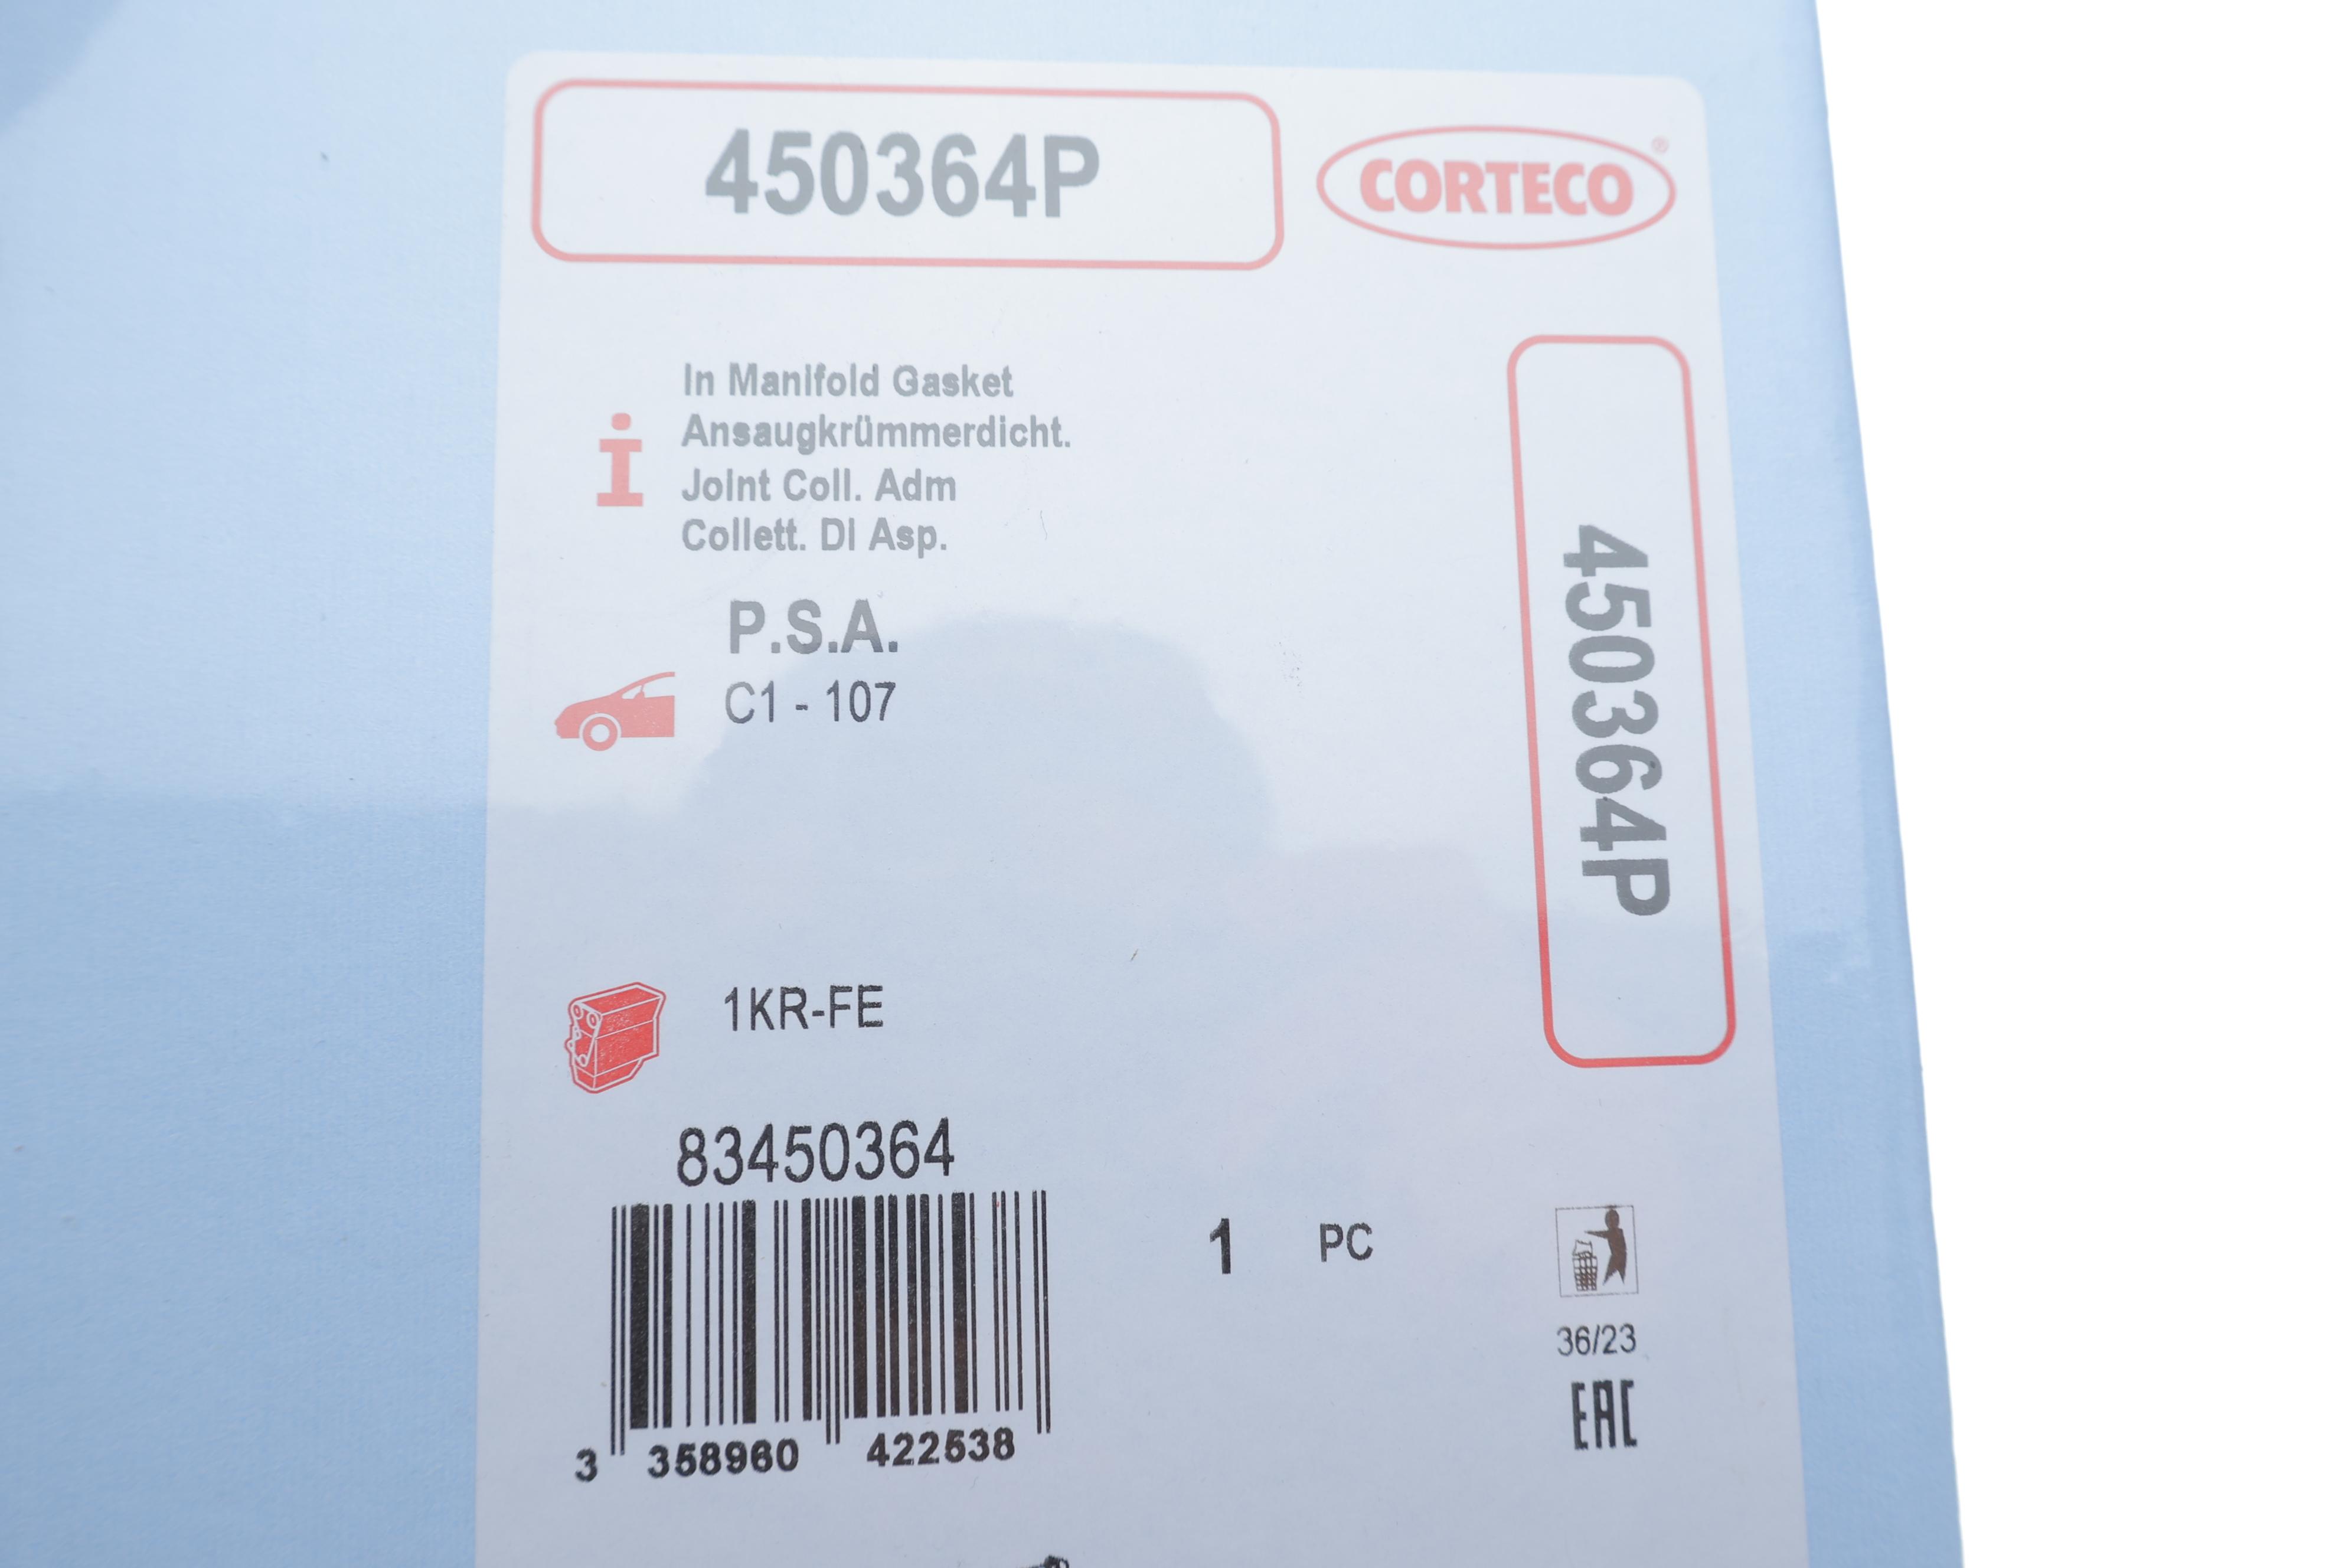 450364P
CORTECO®
In Manifold Gasket
Ansaugkrümmerdicht.
Joint Coll. Adm
Collett. Di Asp.
P.S.A.
C1 - 107
450364P
1KR-FE
83450364
3 358960 422538
1 PC
36/23
EAC